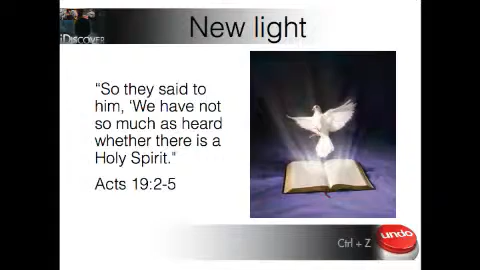 New light
iDiscover
“So they said to
him, ‘We have not
so much as heard
whether there is a
Holy Spirit."
Acts 19:2-5
Ctrl + Z
undo